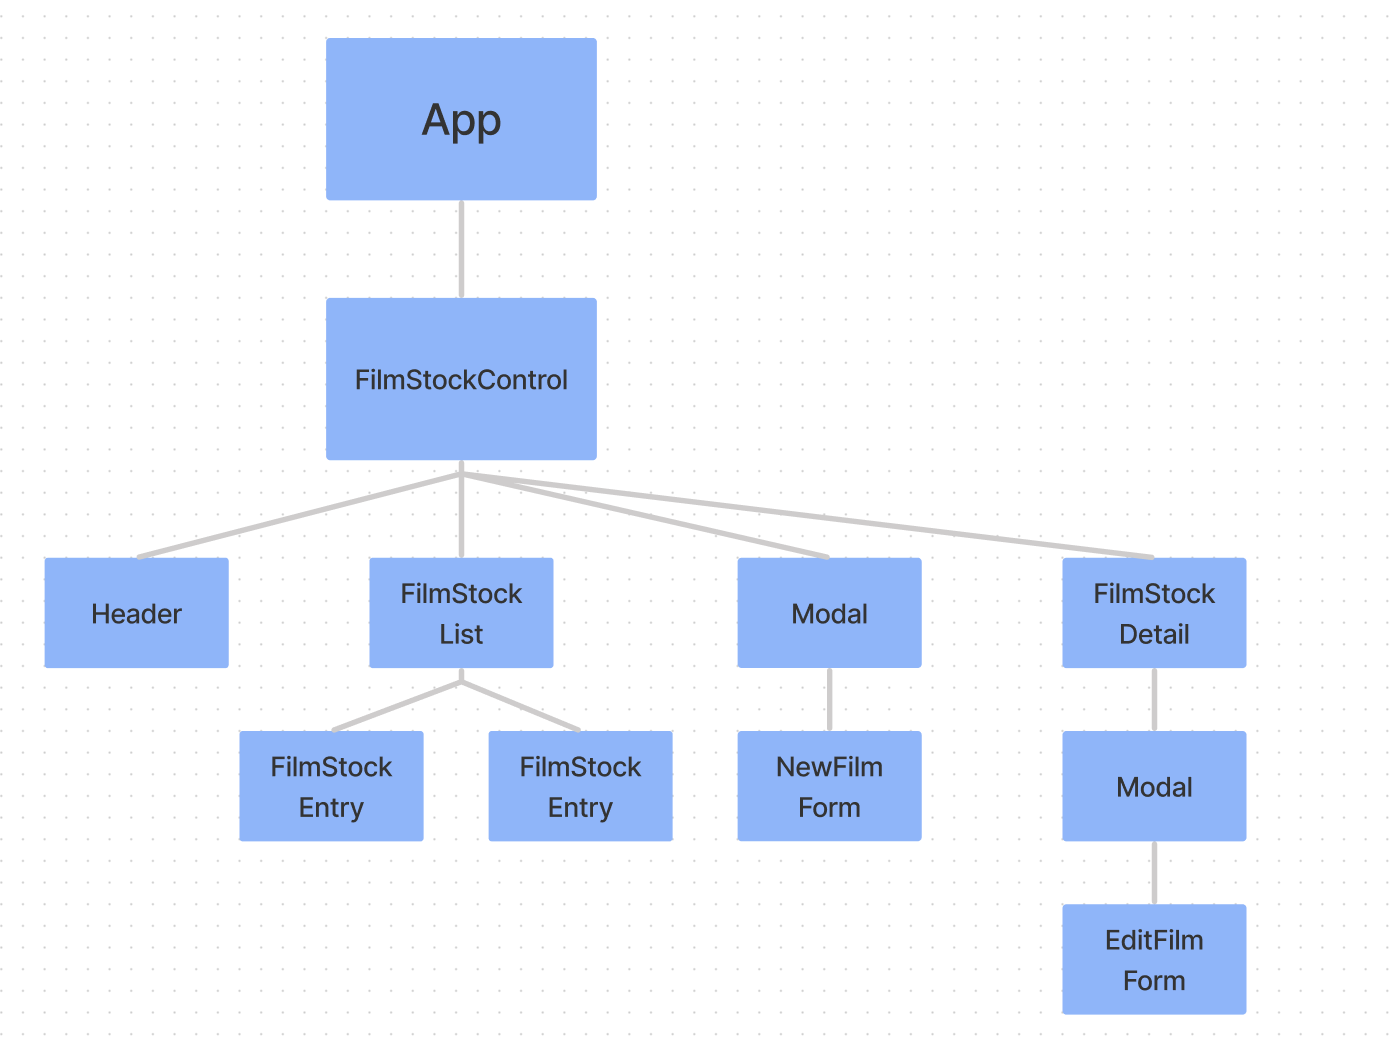 App
FilmStockControl
Header
FilmStock
List
Modal
FilmStock
Detail
FilmStock
Entry
FilmStock
Entry
NewFilm
Form
Modal
EditFilm
Form